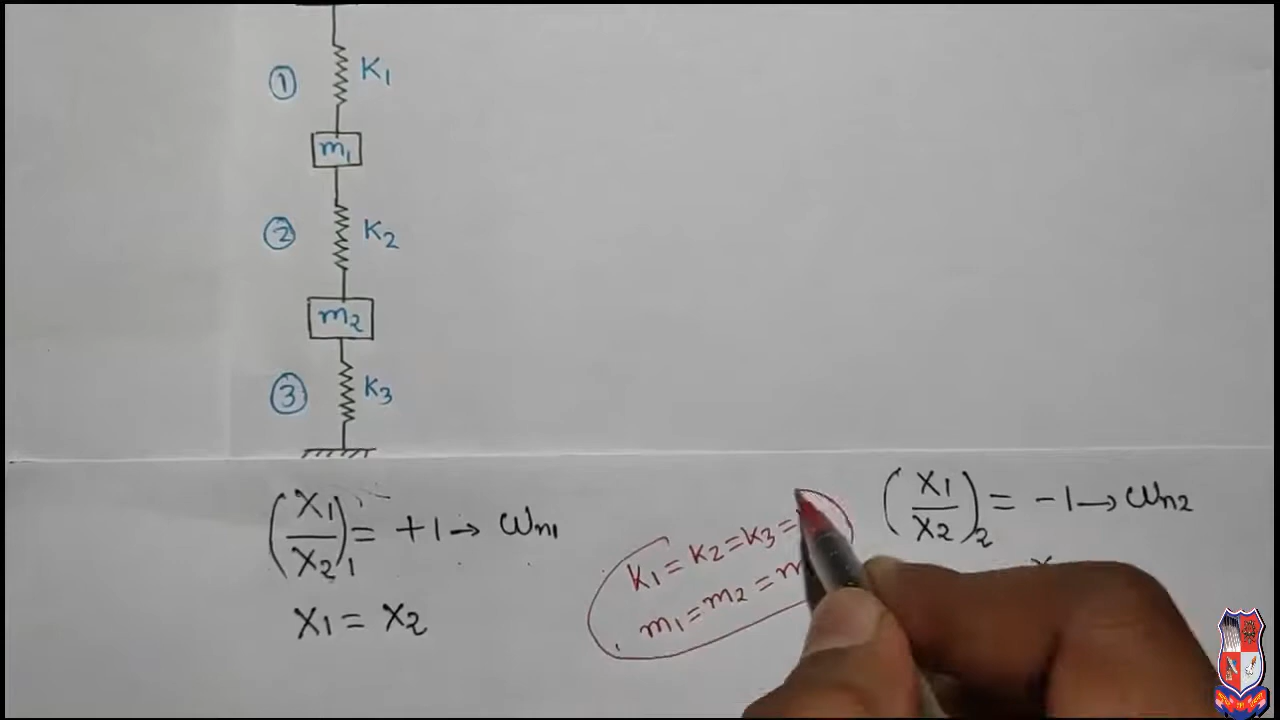 ① K1
m1
② K2
m2
③ K3
(X1/X2)1 = +1 → ωn1
X1 = X2
K1 = K2 = K3 =
m1 = m2 = m
(X1/X2)2 = -1 → ωn2